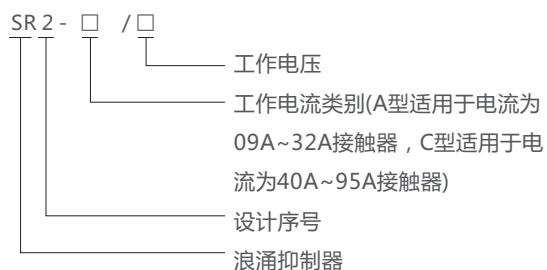 SR 2 - □ / □
工作电压
工作电流类别(A型适用于电流为
09A~32A接触器，C型适用于电
流为40A~95A接触器)
设计序号
浪涌抑制器